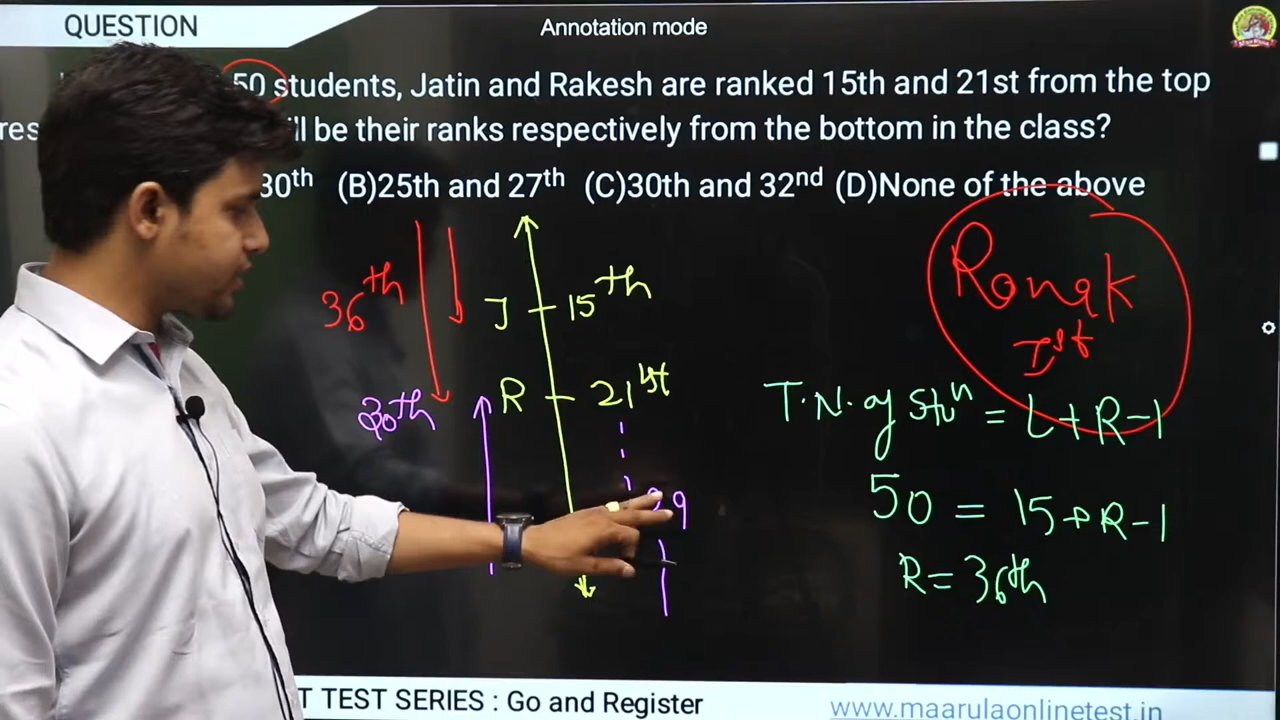 QUESTION
Annotation mode
50 students, Jatin and Rakesh are ranked 15th and 21st from the top
be their ranks respectively from the bottom in the class?
30th (B)25th and 27th (C)30th and 32nd (D)None of the above
36th
J 15th
Ronak
Ist
30th R 21st
T.N. of Stun = L+R-1
29
50 = 15+R-1
R= 36th
TEST SERIES : Go and Register
www.maarulaonlinetest.in